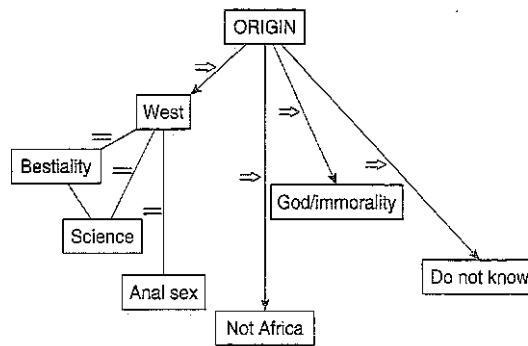 ORIGIN
West
Bestiality
Science
God/immorality
Anal sex
Do not know
Not Africa